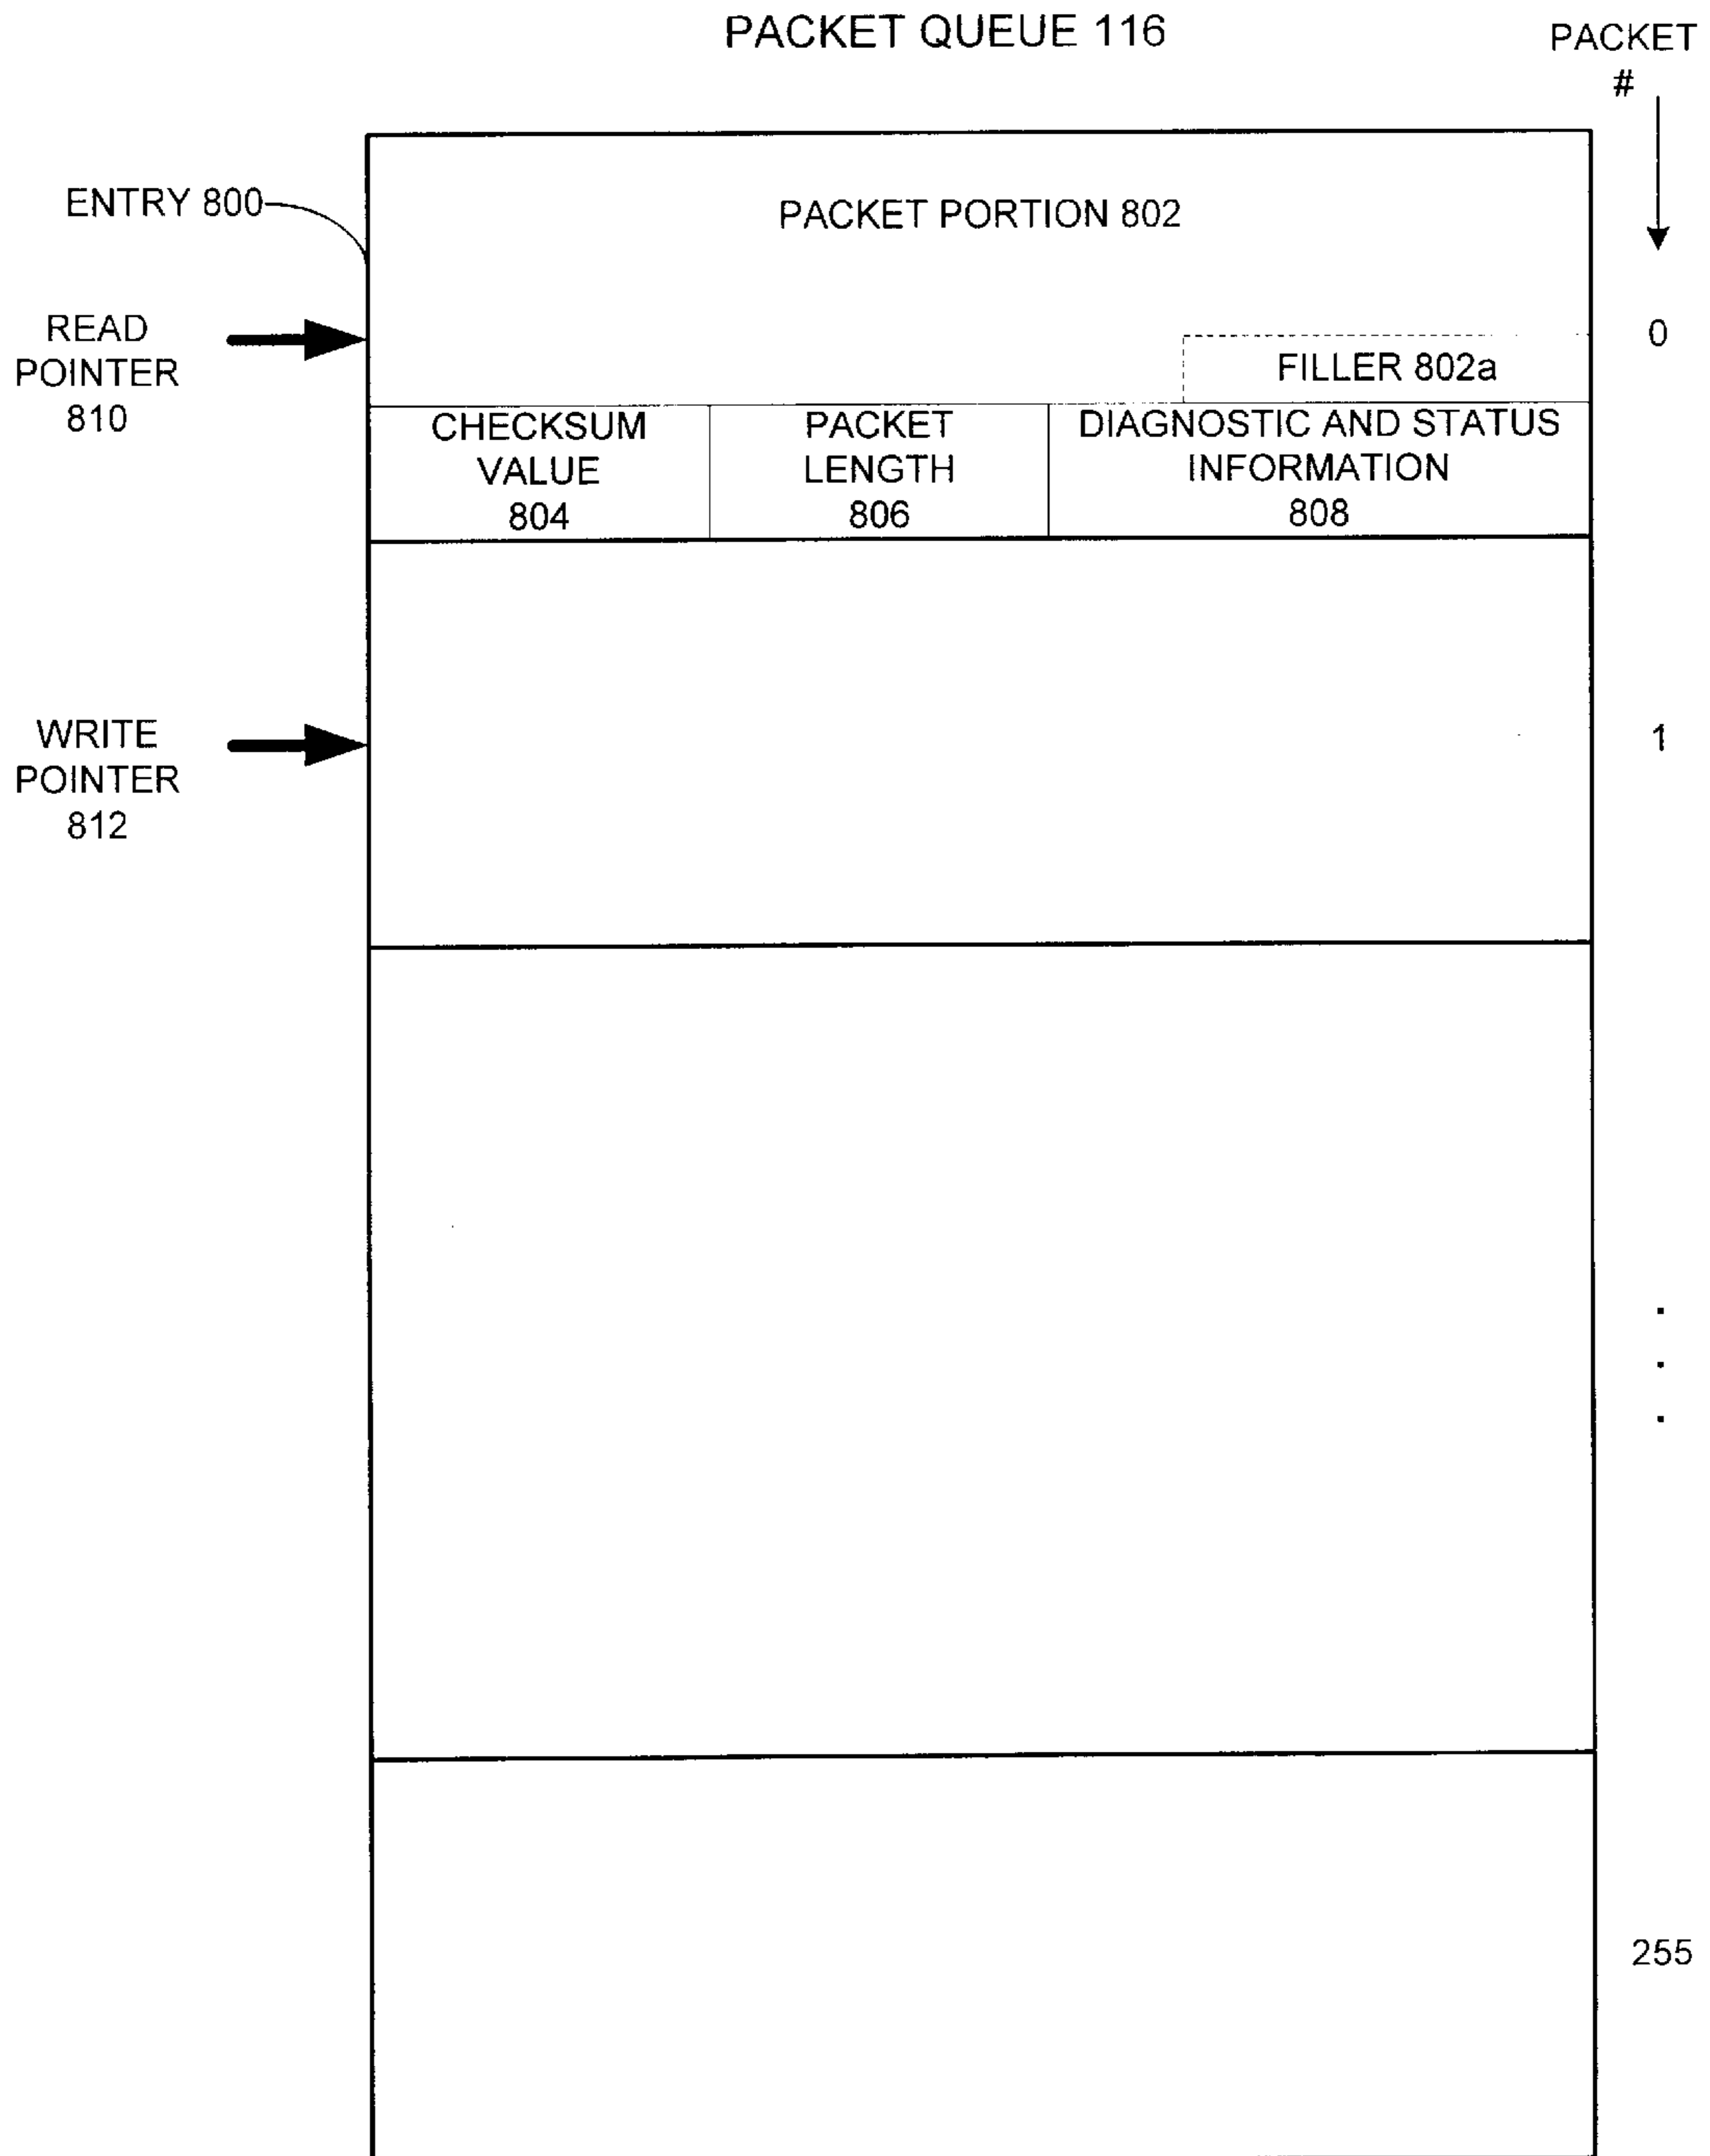 PACKET QUEUE 116
PACKET
#
ENTRY 800
PACKET PORTION 802
READ
POINTER
810
0
FILLER 802a
CHECKSUM
VALUE
804
PACKET
LENGTH
806
DIAGNOSTIC AND STATUS
INFORMATION
808
WRITE
POINTER
812
1
.
.
.
255